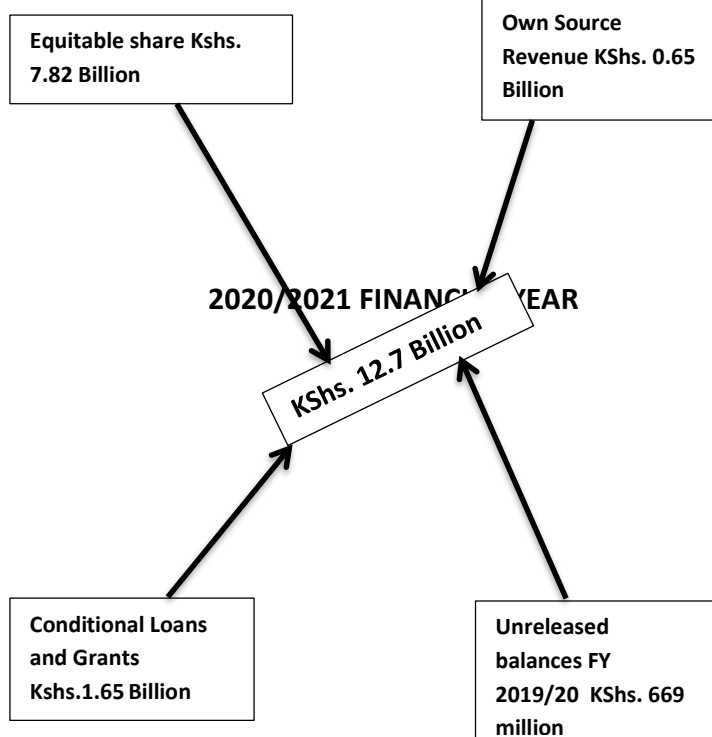 Equitable share Kshs.
7.82 Billion
Own Source
Revenue KShs. 0.65
Billion
2020/2021 FINANCIAL YEAR
KShs. 12.7 Billion
Conditional Loans
and Grants
Kshs.1.65 Billion
Unreleased
balances FY
2019/20 KShs. 669
million